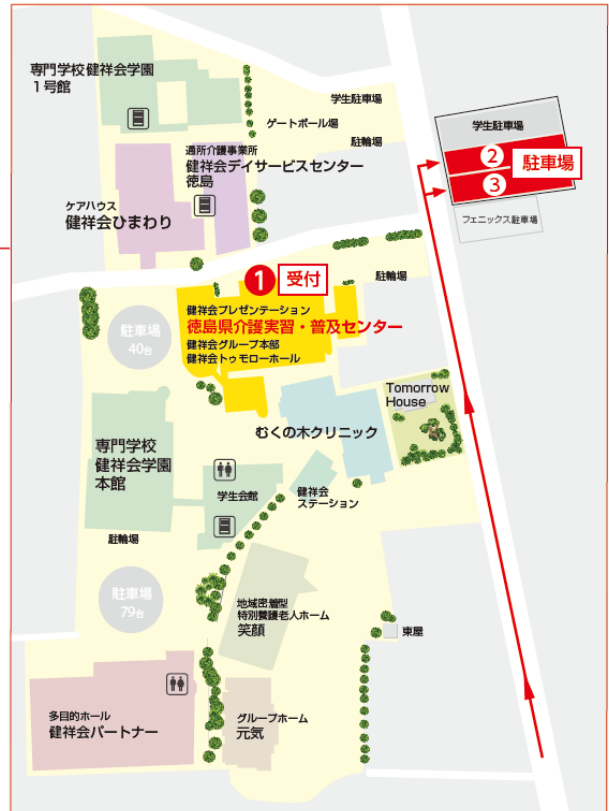 専門学校健祥会学園
1号館
学生駐車場
ゲートボール場
駐輪場
通所介護事業所
健祥会デイサービスセンター
徳島
ケアハウス
健祥会ひまわり
学生駐車場
2
3
駐車場
フェニックス駐車場
1
受付
駐輪場
健祥会プレゼンテーション
徳島県介護実習・普及センター
健祥会グループ本部
健祥会トゥモローホール
駐車場
40台
Tomorrow
House
むくの木クリニック
専門学校
健祥会学園
本館
学生会館
健祥会
ステーション
駐輪場
駐車場
79台
地域密着型
特別養護老人ホーム
笑顔
東屋
多目的ホール
健祥会パートナー
グループホーム
元気